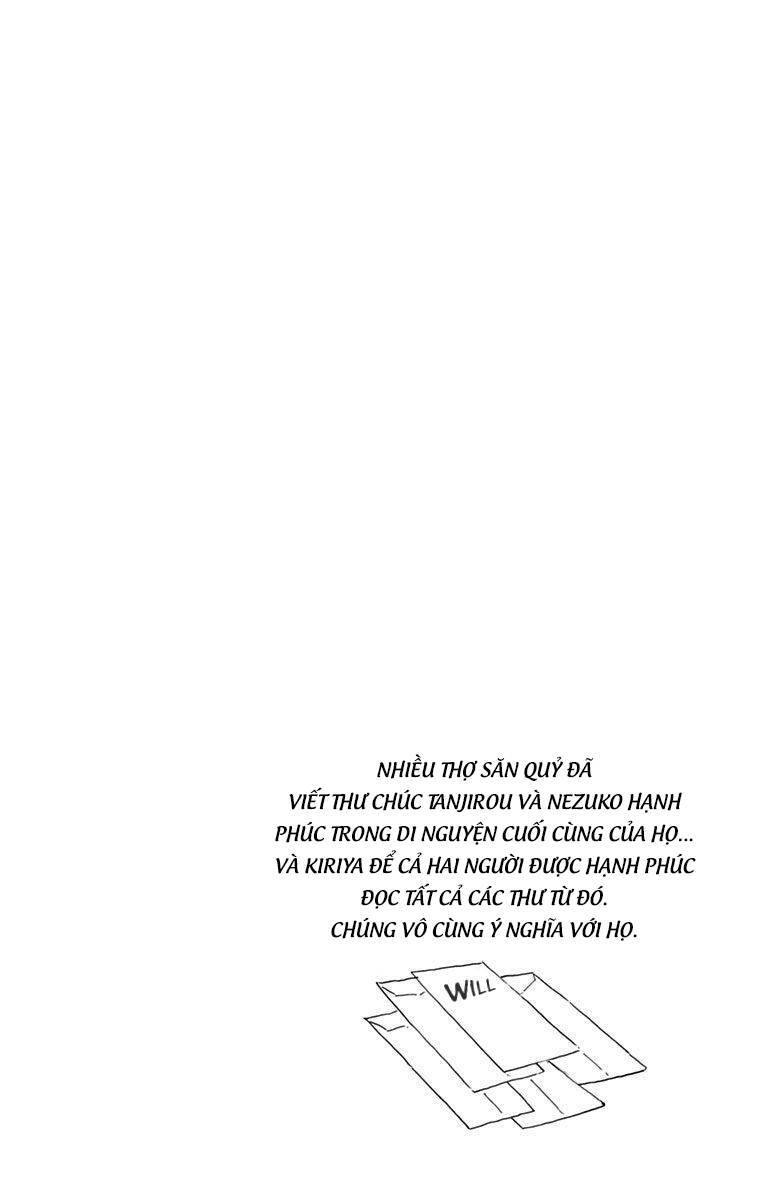 NHIỀU THỢ SĂN QUỶ ĐÃ
VIẾT THƯ CHÚC TANJIROU VÀ NEZUKO HẠNH
PHÚC TRONG DI NGUYỆN CUỐI CÙNG CỦA HỌ...
VÀ KIRIYA ĐỂ CẢ HAI NGƯỜI ĐƯỢC HẠNH PHÚC
ĐỌC TẤT CẢ CÁC THƯ TỪ ĐÓ.
CHÚNG VÔ CÙNG Ý NGHĨA VỚI HỌ.
WILL